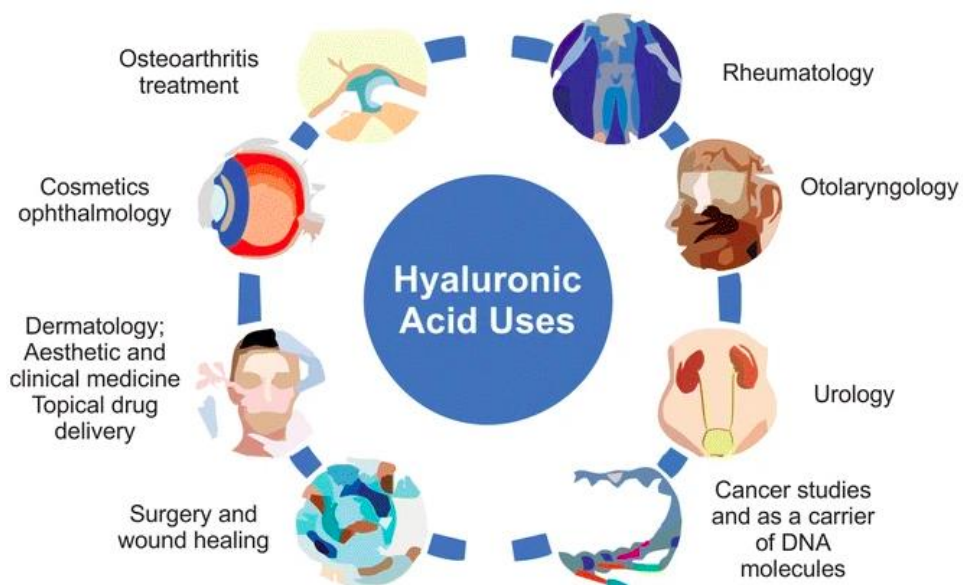 Hyaluronic
Acid Uses
Osteoarthritis
treatment
Rheumatology
Cosmetics
ophthalmology
Otolaryngology
Dermatology;
Aesthetic and
clinical medicine
Topical drug
delivery
Urology
Surgery and
wound healing
Cancer studies
and as a carrier
of DNA
molecules